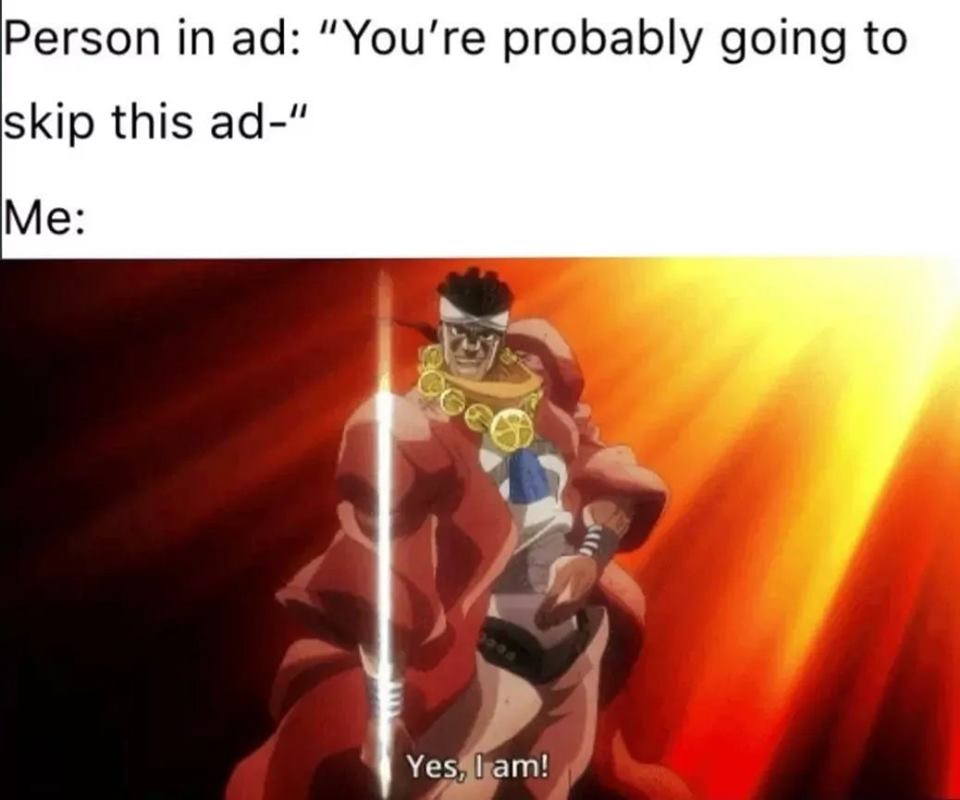 Person in ad: “You’re probably going to
skip this ad-“
Me:
Yes, I am!